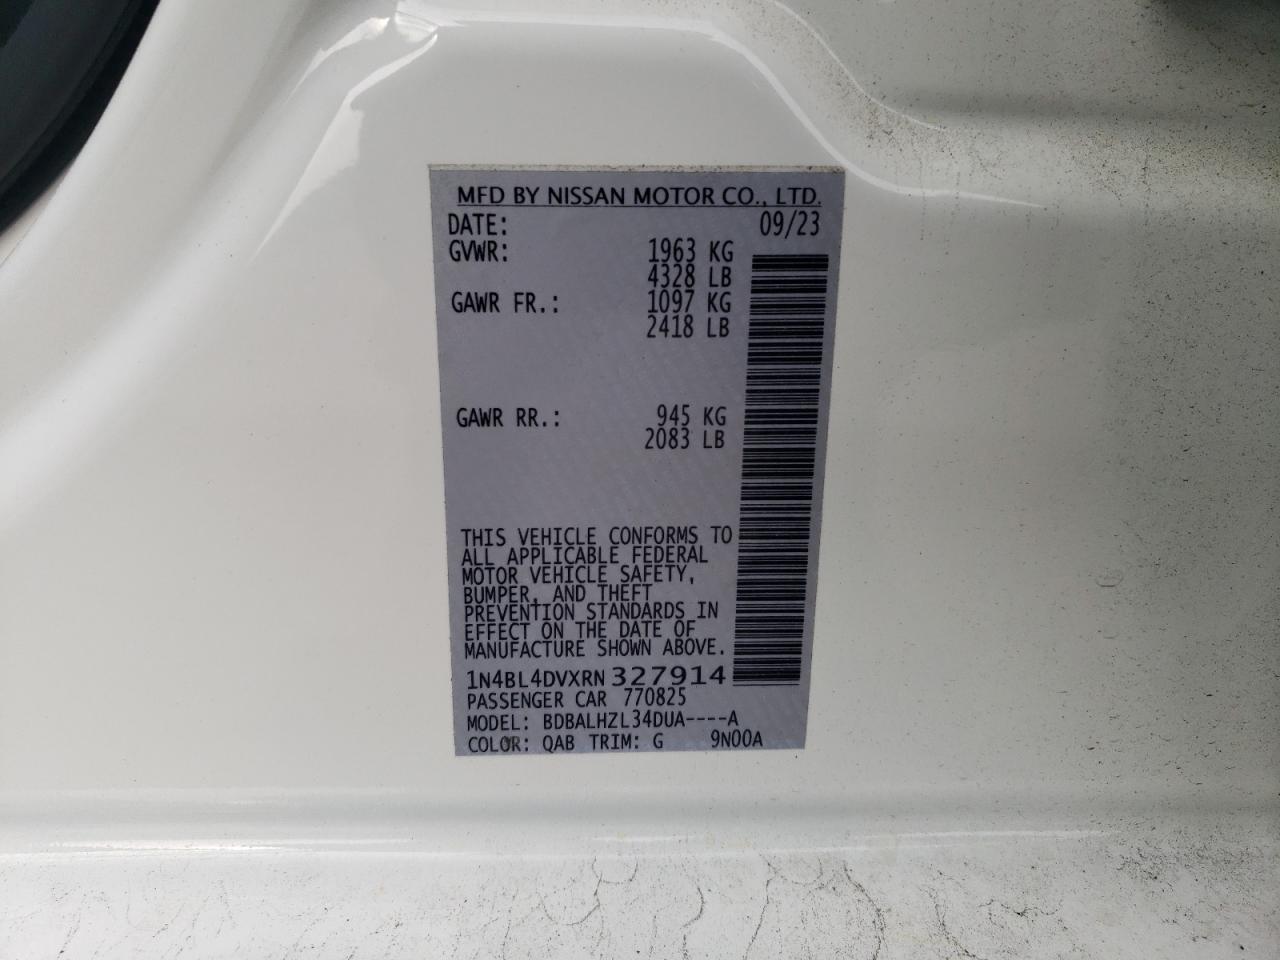 MFD BY NISSAN MOTOR CO., LTD.
DATE: 09/23
GVWR: 1963 KG
4328 LB
GAWR FR.: 1097 KG
2418 LB
GAWR RR.: 945 KG
2083 LB
THIS VEHICLE CONFORMS TO
ALL APPLICABLE FEDERAL
MOTOR VEHICLE SAFETY,
BUMPER, AND THEFT
PREVENTION STANDARDS IN
EFFECT ON THE DATE OF
MANUFACTURE SHOWN ABOVE.
1N4BL4DVXRN327914
PASSENGER CAR 770825
MODEL: BDBALHZL34DUA----A
COLOR: QAB TRIM: G 9N00A